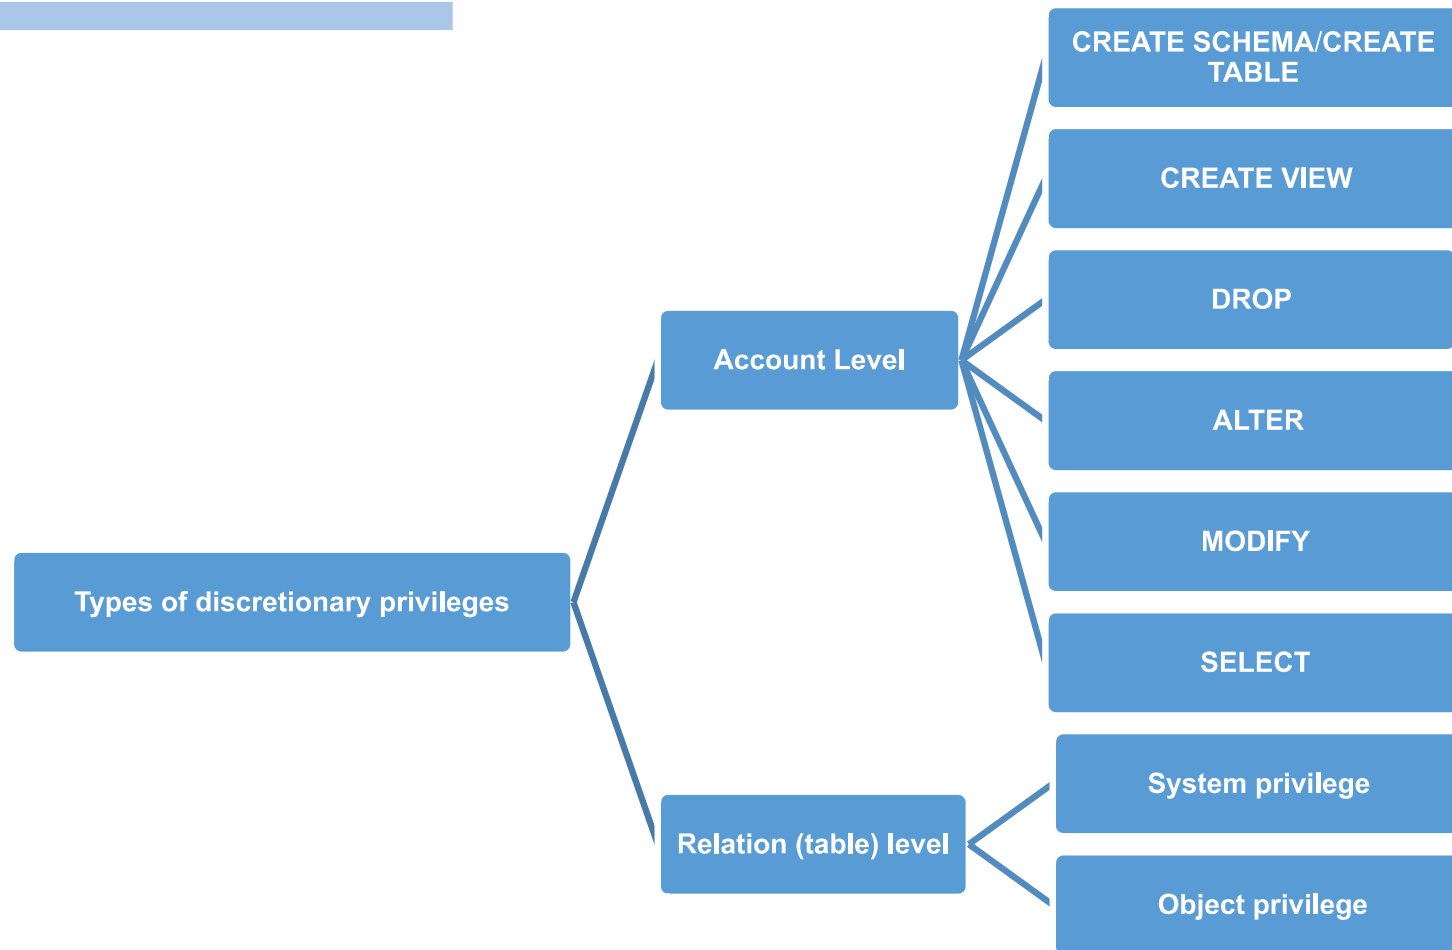 CREATE SCHEMA/CREATE
TABLE
CREATE VIEW
DROP
Account Level
ALTER
MODIFY
Types of discretionary privileges
SELECT
System privilege
Relation (table) level
Object privilege